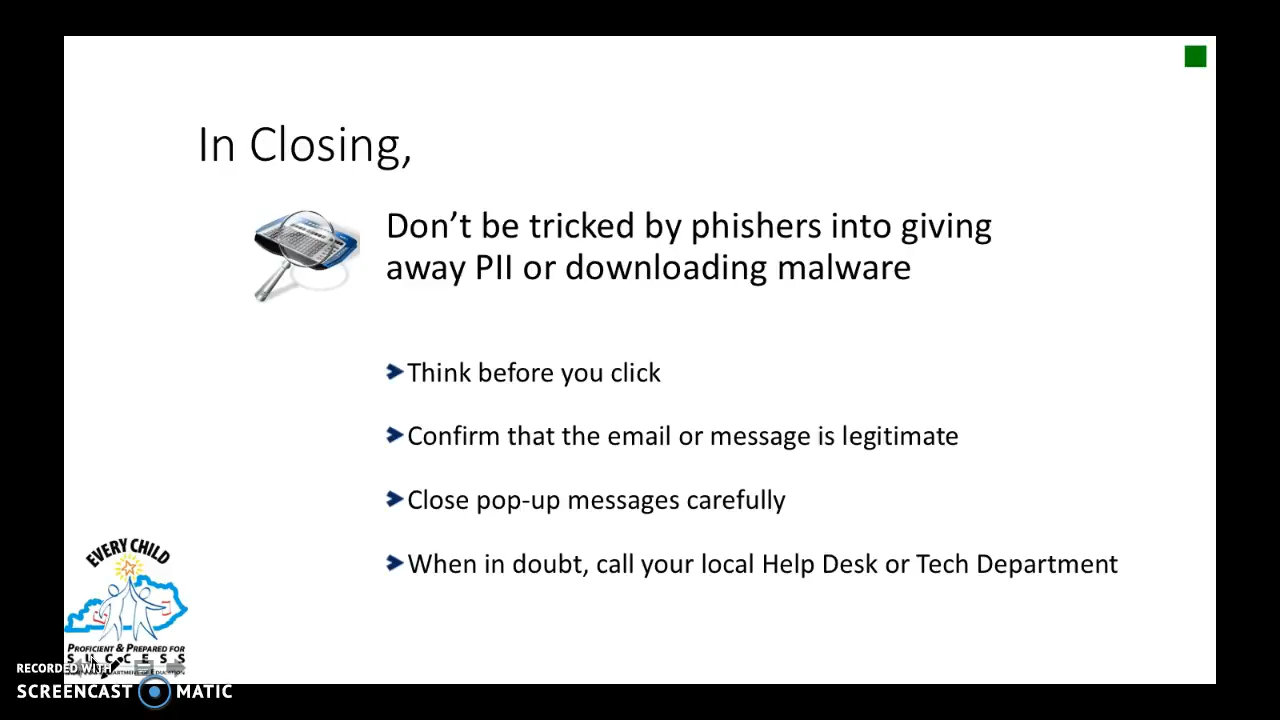 In Closing,
Don’t be tricked by phishers into giving
away PII or downloading malware
Think before you click
Confirm that the email or message is legitimate
Close pop-up messages carefully
When in doubt, call your local Help Desk or Tech Department
EVERY CHILD
PROFICIENT & PREPARED FOR
SUCCESS
RECORDED WITH
SCREENCAST MATIC